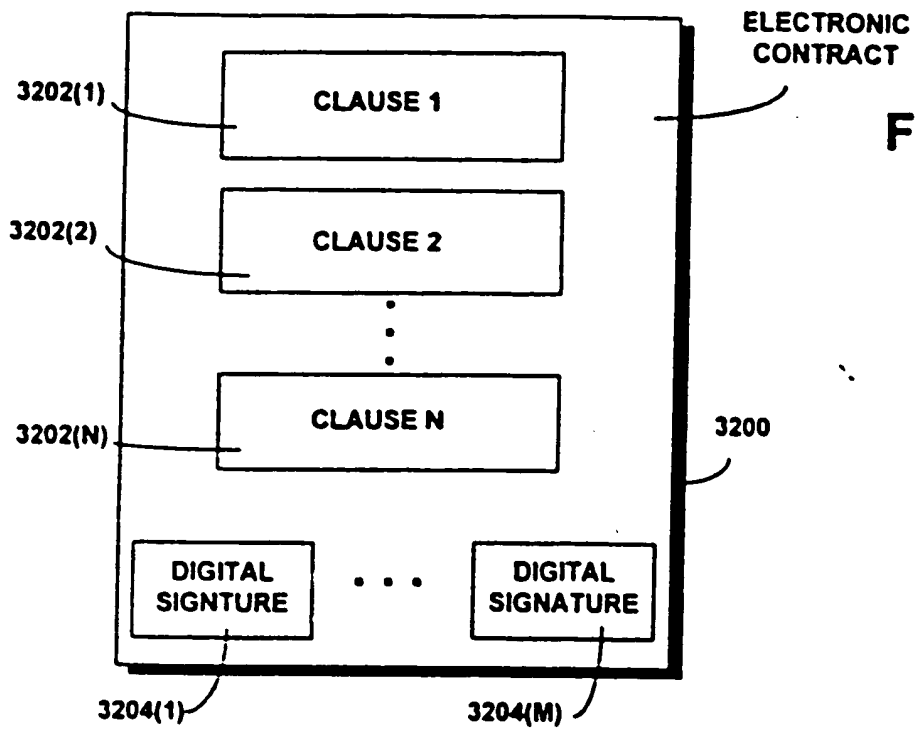 ELECTRONIC
CONTRACT
3202(1)
CLAUSE 1
F
3202(2)
CLAUSE 2
3202(N)
CLAUSE N
3200
DIGITAL
SIGNTURE
DIGITAL
SIGNATURE
3204(1)
3204(M)